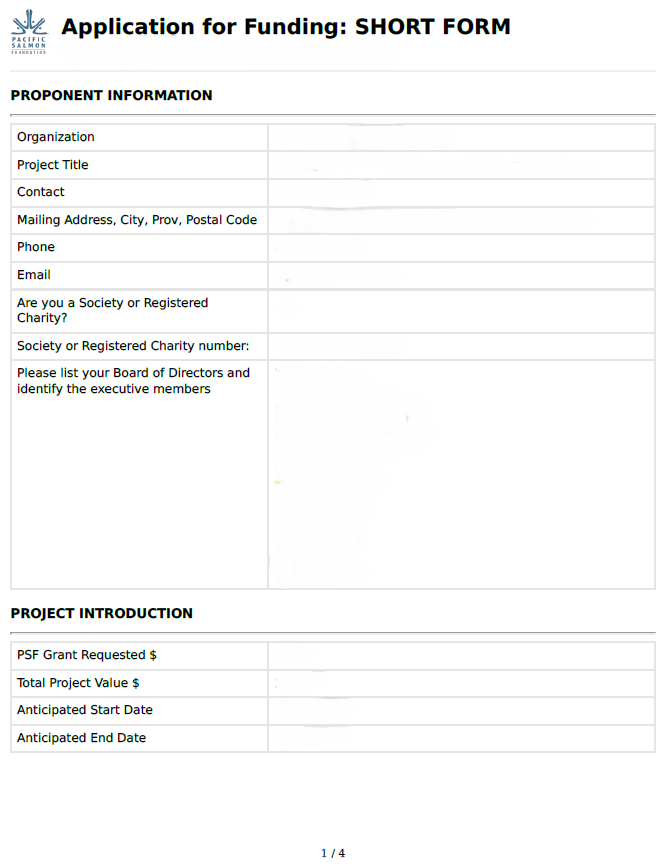 PACIFIC
SALMON
FOUNDATION
Application for Funding: SHORT FORM
PROPONENT INFORMATION
Organization
Project Title
Contact
Mailing Address, City, Prov, Postal Code
Phone
Email
Are you a Society or Registered
Charity?
Society or Registered Charity number:
Please list your Board of Directors and
identify the executive members
PROJECT INTRODUCTION
PSF Grant Requested $
Total Project Value $
Anticipated Start Date
Anticipated End Date
1 / 4